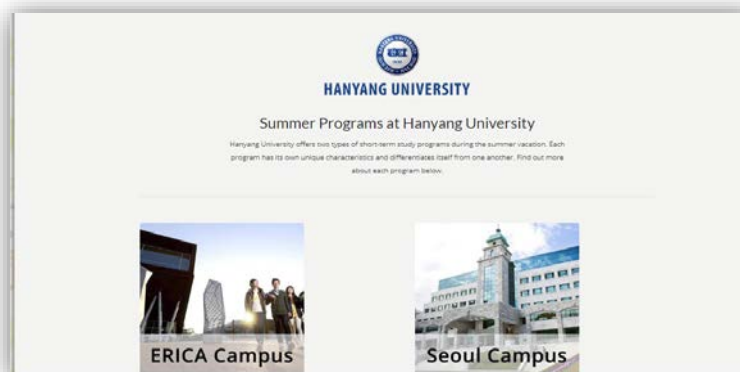 HANYANG UNIVERSITY
Summer Programs at Hanyang University
Hanyang University offers two types of short-term study programs during the summer vacation. Each
program has its own unique characteristics and differentiates itself from one another. Find out more
about each program below.
ERICA Campus
Seoul Campus